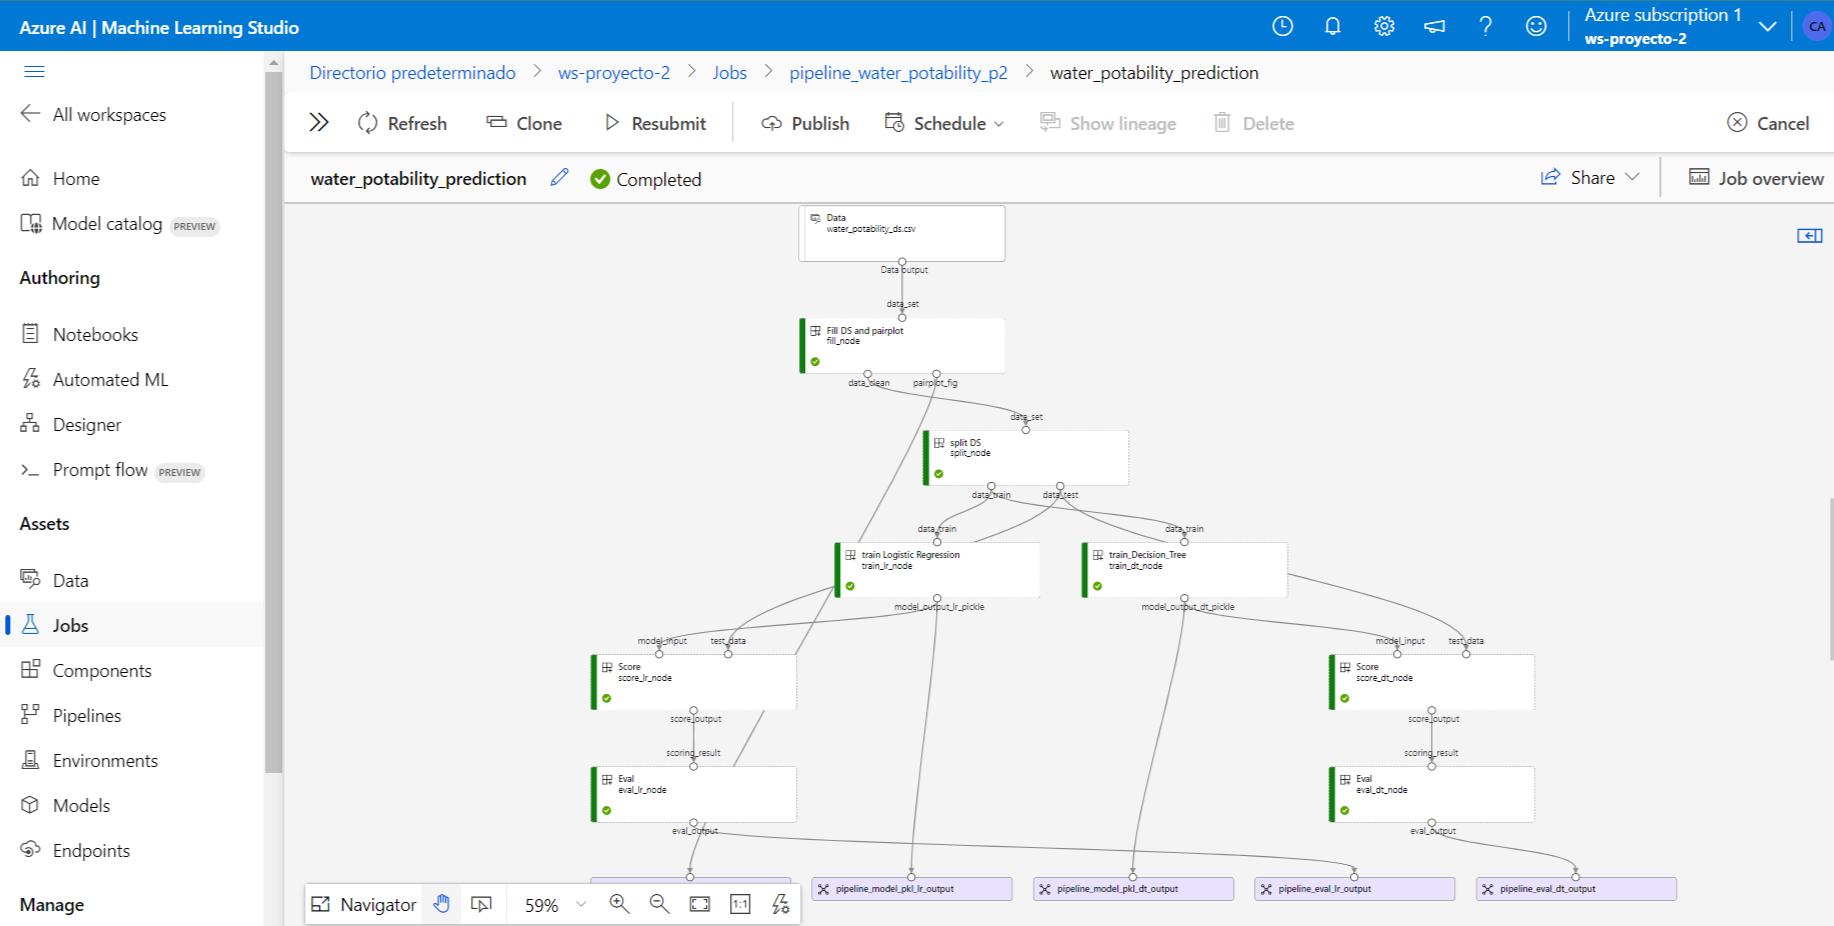 Azure AI | Machine Learning Studio
Azure subscription 1
ws-proyecto-2
CA
Directorio predeterminado > ws-proyecto-2 > Jobs > pipeline_water_potability_p2 > water_potability_prediction
All workspaces
Refresh
Clone
Resubmit
Publish
Schedule
Show lineage
Delete
Cancel
water_potability_prediction
Completed
Share
Job overview
Home
Model catalog PREVIEW
Authoring
Notebooks
Automated ML
Designer
Prompt flow PREVIEW
Assets
Data
Jobs
Components
Pipelines
Environments
Models
Endpoints
Manage
Data
water_potability_ds.csv
Data output
data_set
Fill DS and pairplot
fill_node
data_clean
pairplot_fig
data_set
split DS
split_node
data_train
data_test
data_train
data_train
train Logistic Regression
train_lr_node
train_Decision_Tree
train_dt_node
model_output_lr_pickle
model_output_dt_pickle
model_input
test_data
model_input
test_data
Score
score_lr_node
Score
score_dt_node
score_output
score_output
scoring_result
scoring_result
Eval
eval_lr_node
Eval
eval_dt_node
eval_output
eval_output
pipeline_model_pkl_lr_output
pipeline_model_pkl_dt_output
pipeline_eval_lr_output
pipeline_eval_dt_output
Navigator
59%
1:1